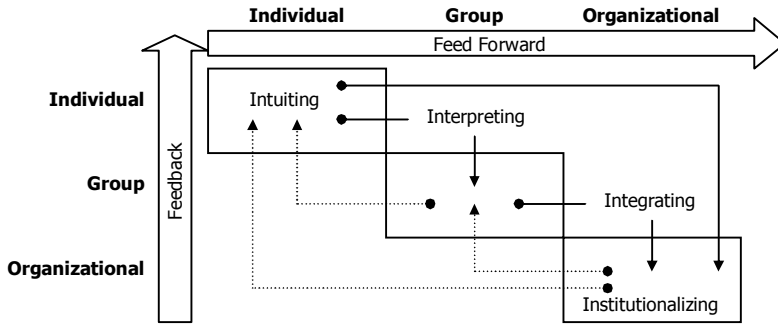 Individual Group Organizational
Feed Forward
Individual
Intuiting
Interpreting
Group
Feedback
Integrating
Organizational
Institutionalizing